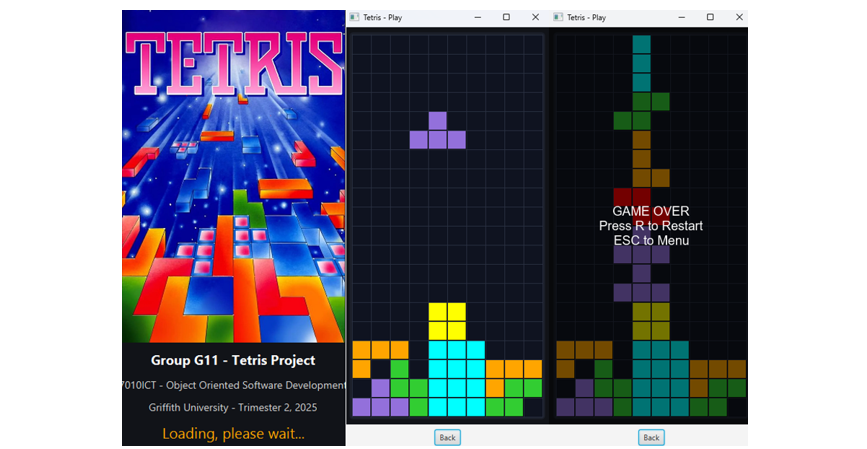 TETRIS
Group G11 - Tetris Project
7010ICT - Object Oriented Software Development
Griffith University - Trimester 2, 2025
Loading, please wait...
Tetris - Play
Back
Tetris - Play
GAME OVER
Press R to Restart
ESC to Menu
Back